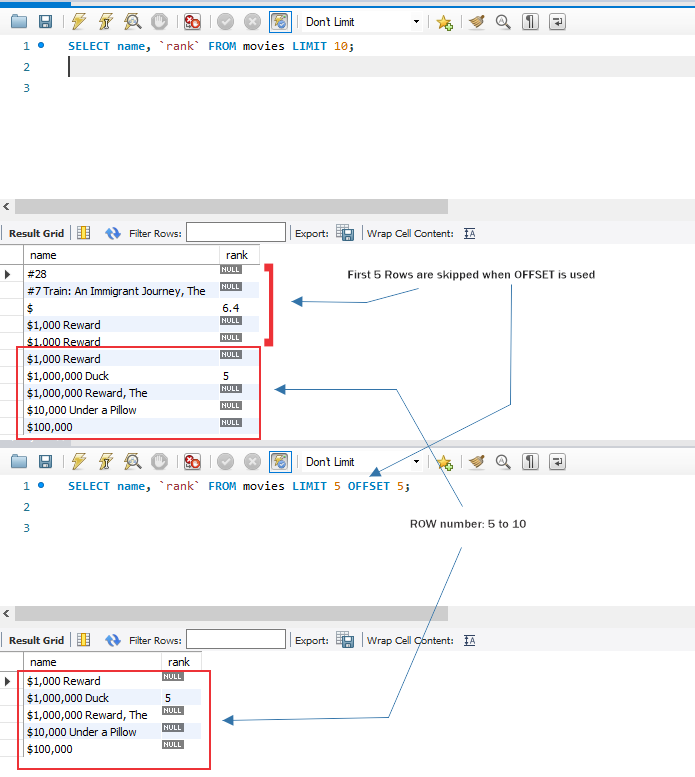 Don't Limit
1 SELECT name, `rank` FROM movies LIMIT 10;
2
3
Result Grid Filter Rows: Export: Wrap Cell Content: IA
name rank
#28 NULL
#7 Train: An Immigrant Journey, The NULL
$ 6.4
$1,000 Reward NULL
$1,000 Reward NULL
$1,000 Reward NULL
$1,000,000 Duck 5
$1,000,000 Reward, The NULL
$10,000 Under a Pillow NULL
$100,000 NULL
First 5 Rows are skipped when OFFSET is used
Don't Limit
1 SELECT name, `rank` FROM movies LIMIT 5 OFFSET 5;
2
3
ROW number: 5 to 10
Result Grid Filter Rows: Export: Wrap Cell Content: IA
name rank
$1,000 Reward NULL
$1,000,000 Duck 5
$1,000,000 Reward, The NULL
$10,000 Under a Pillow NULL
$100,000 NULL